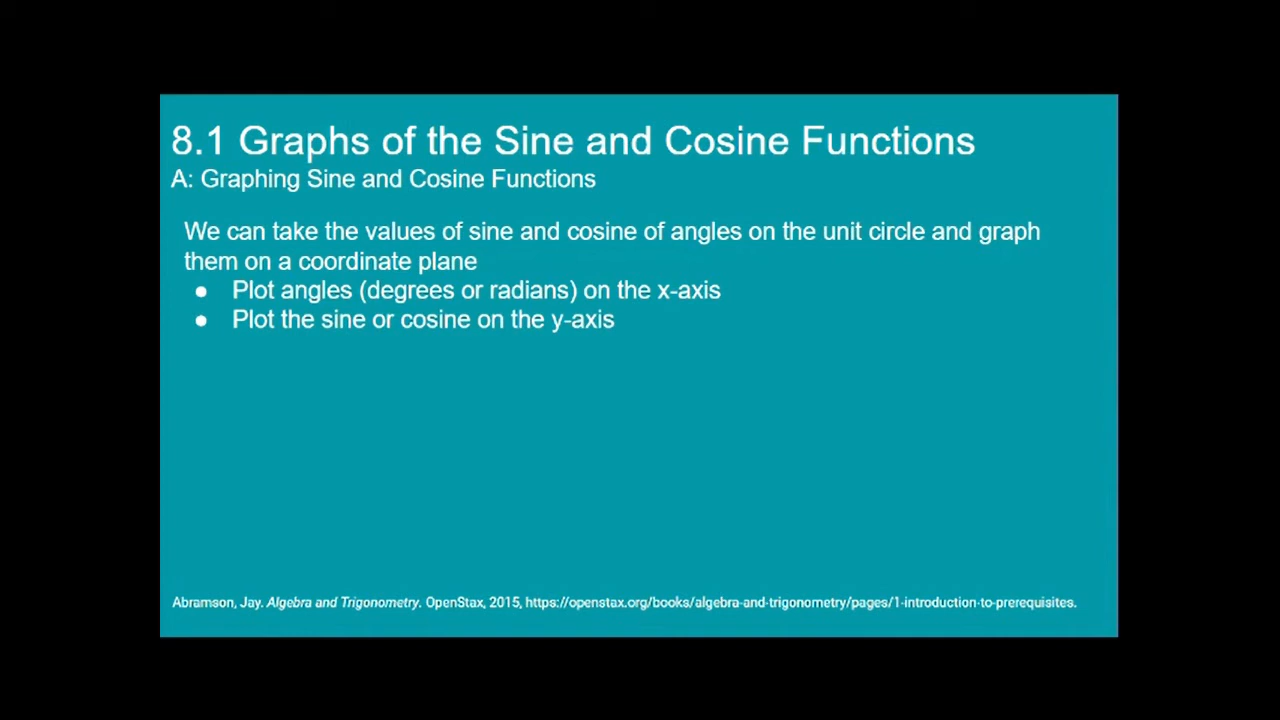 8.1 Graphs of the Sine and Cosine Functions
A: Graphing Sine and Cosine Functions
We can take the values of sine and cosine of angles on the unit circle and graph
them on a coordinate plane
● Plot angles (degrees or radians) on the x-axis
● Plot the sine or cosine on the y-axis
Abramson, Jay. Algebra and Trigonometry. OpenStax, 2015, https://openstax.org/books/algebra-and-trigonometry/pages/1-introduction-to-prerequisites.